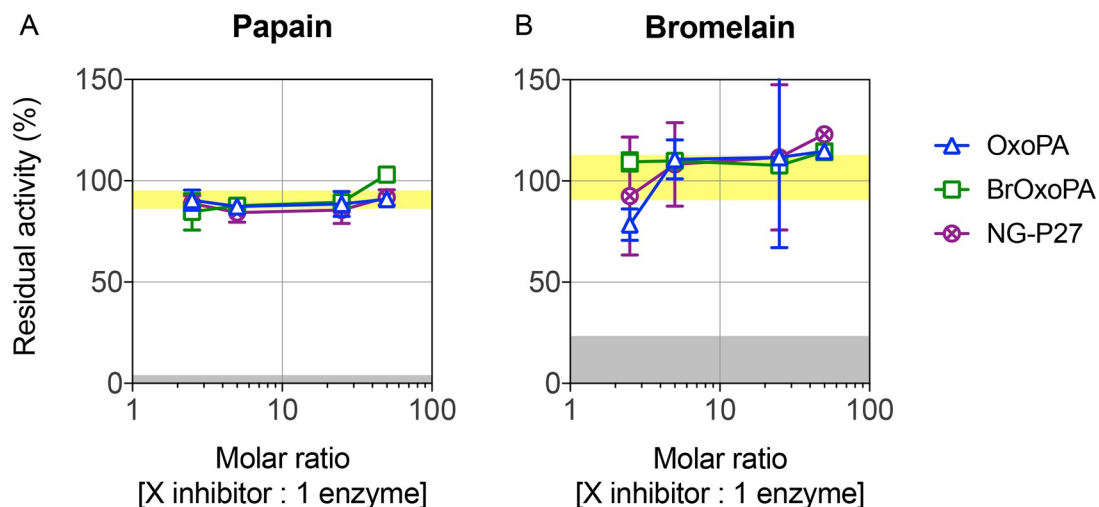 A
Papain
B
Bromelain
Residual activity (%)
150
100
50
0
1
10
100
Molar ratio
[X inhibitor : 1 enzyme]
150
100
50
0
1
10
100
Molar ratio
[X inhibitor : 1 enzyme]
OxoPA
BrOxoPA
NG-P27